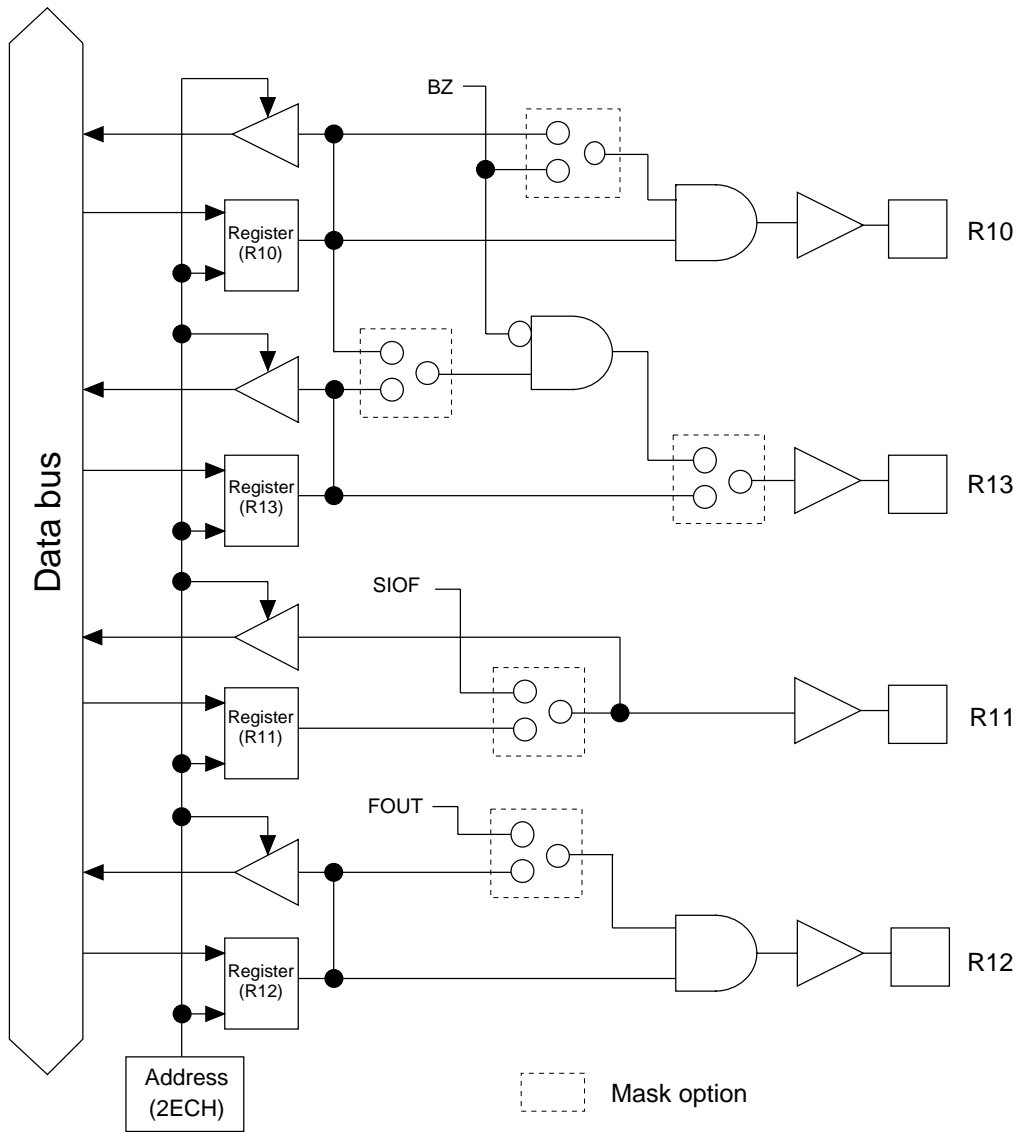 BZ
Register
(R10)
R10
Data bus
Register
(R13)
R13
SIOF
Register
(R11)
R11
FOUT
Register
(R12)
R12
Address
(2ECH)
Mask option